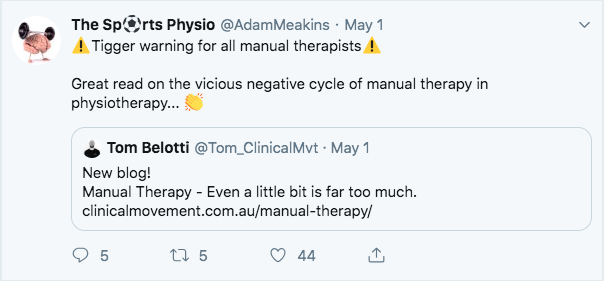 The Sp⚽rts Physio @AdamMeakins · May 1
⚠️Tigger warning for all manual therapists⚠️
Great read on the vicious negative cycle of manual therapy in
physiotherapy... 👏
Tom Belotti @Tom_ClinicalMvt · May 1
New blog!
Manual Therapy - Even a little bit is far too much.
clinicalmovement.com.au/manual-therapy/
5 5 44